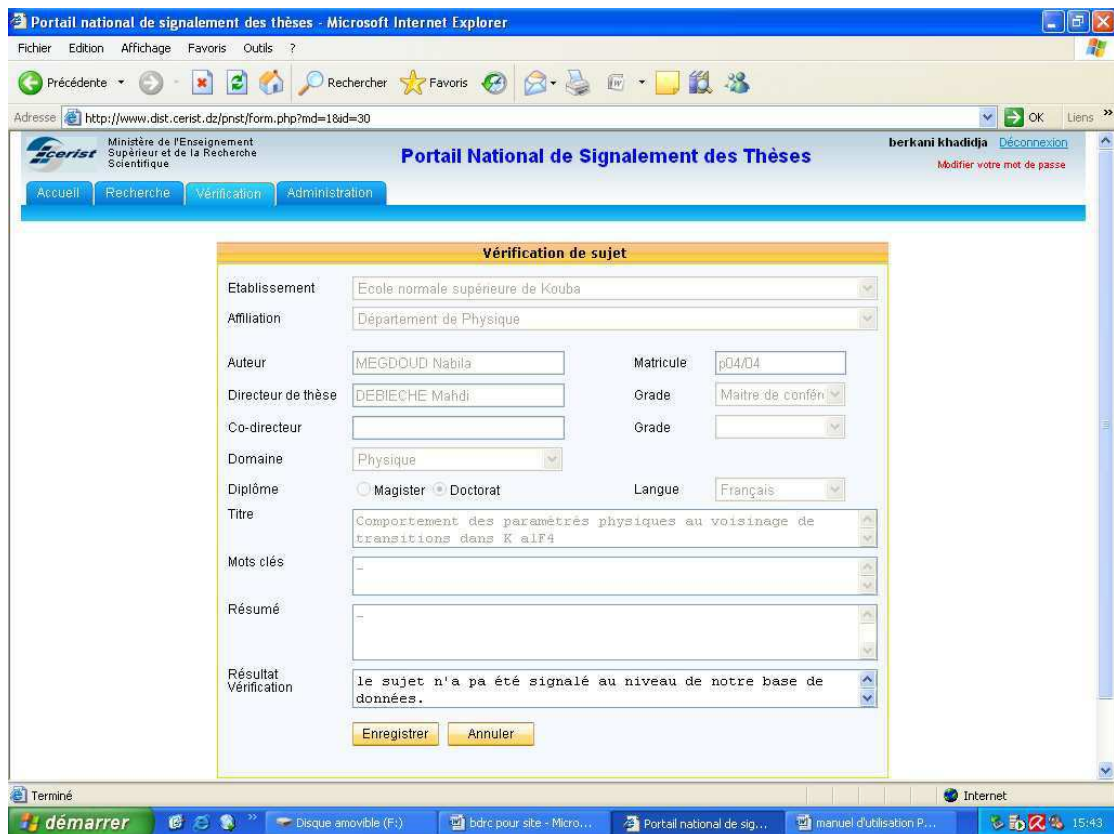 Portail national de signalement des thèses - Microsoft Internet Explorer
Fichier Edition Affichage Favoris Outils ?
Précédente Rechercher Favoris
Adresse http://www.dist.cerist.dz/pnst/form.php?md=1&id=30 OK Liens »
cerist
Ministère de l'Enseignement
Supèrieur et de la Recherche
Scientifique
Portail National de Signalement des Thèses
berkani khadidja Déconnexion
Modifier votre mot de passe
Accueil Recherche Vérification Administration
Vérification de sujet
Etablissement Ecole normale supérieure de Kouba
Affiliation Département de Physique
Auteur MEGDOUD Nabila Matricule p04/04
Directeur de thèse DEBIECHE Mahdi Grade Maitre de confén
Co-directeur Grade
Domaine Physique
Diplôme Magister Doctorat Langue Français
Titre Comportement des paramétrès physiques au voisinage de
transitions dans K alF4
Mots clés _
Résumé _
Résultat
Vérification
le sujet n'a pa été signalé au niveau de notre base de
données.
Enregistrer Annuler
Terminé Internet
démarrer » Disque amovible (F:) bdrc pour site - Micro... Portail national de sig... manuel d'utilisation P... 15:43